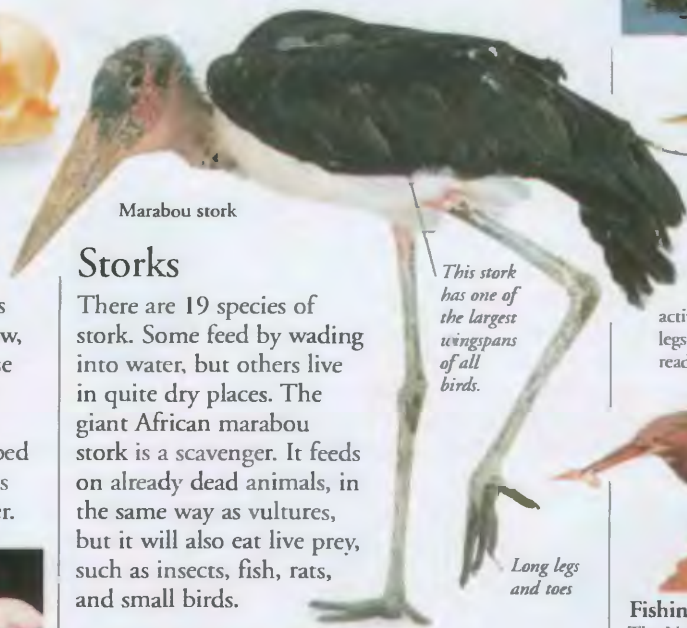 Marabou stork
Storks
There are 19 species of
stork. Some feed by wading
into water, but others live
in quite dry places. The
giant African marabou
stork is a scavenger. It feeds
on already dead animals, in
the same way as vultures,
but it will also eat live prey,
such as insects, fish, rats,
and small birds.
This stork
has one of
the largest
wingspans
of all
birds.
Long legs
and toes
legs